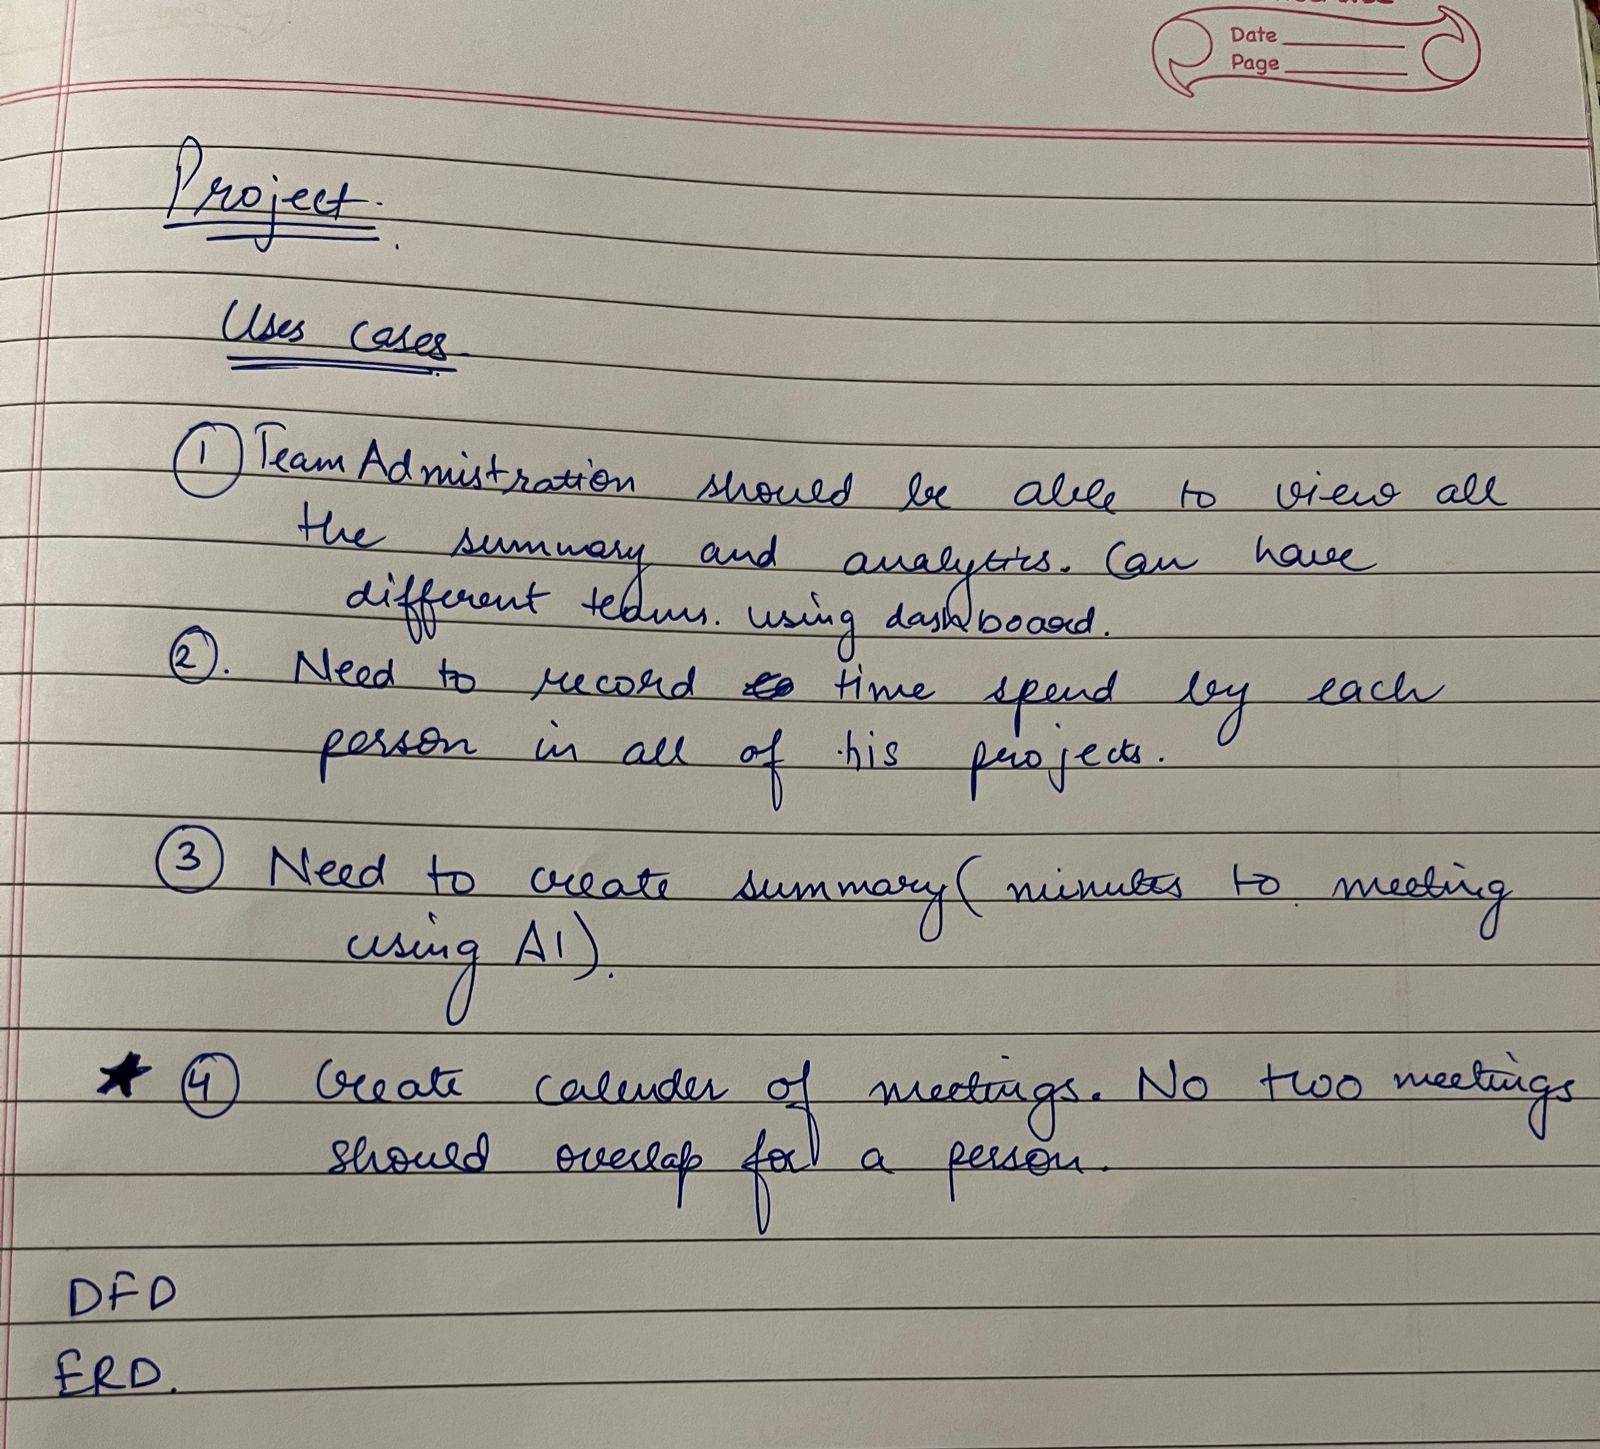 Date
Page
Project.
Uses cases
① Team Admistration should be able to view all
the summary and analytics. Can have
different teams. using dashboard.
②. Need to record time spend by each
person in all of his projects.
③ Need to create summary ( minutes to meeting
using AI).
★ ④ Create calender of meetings. No two meetings
should overlap for a person.
DFD
ERD.